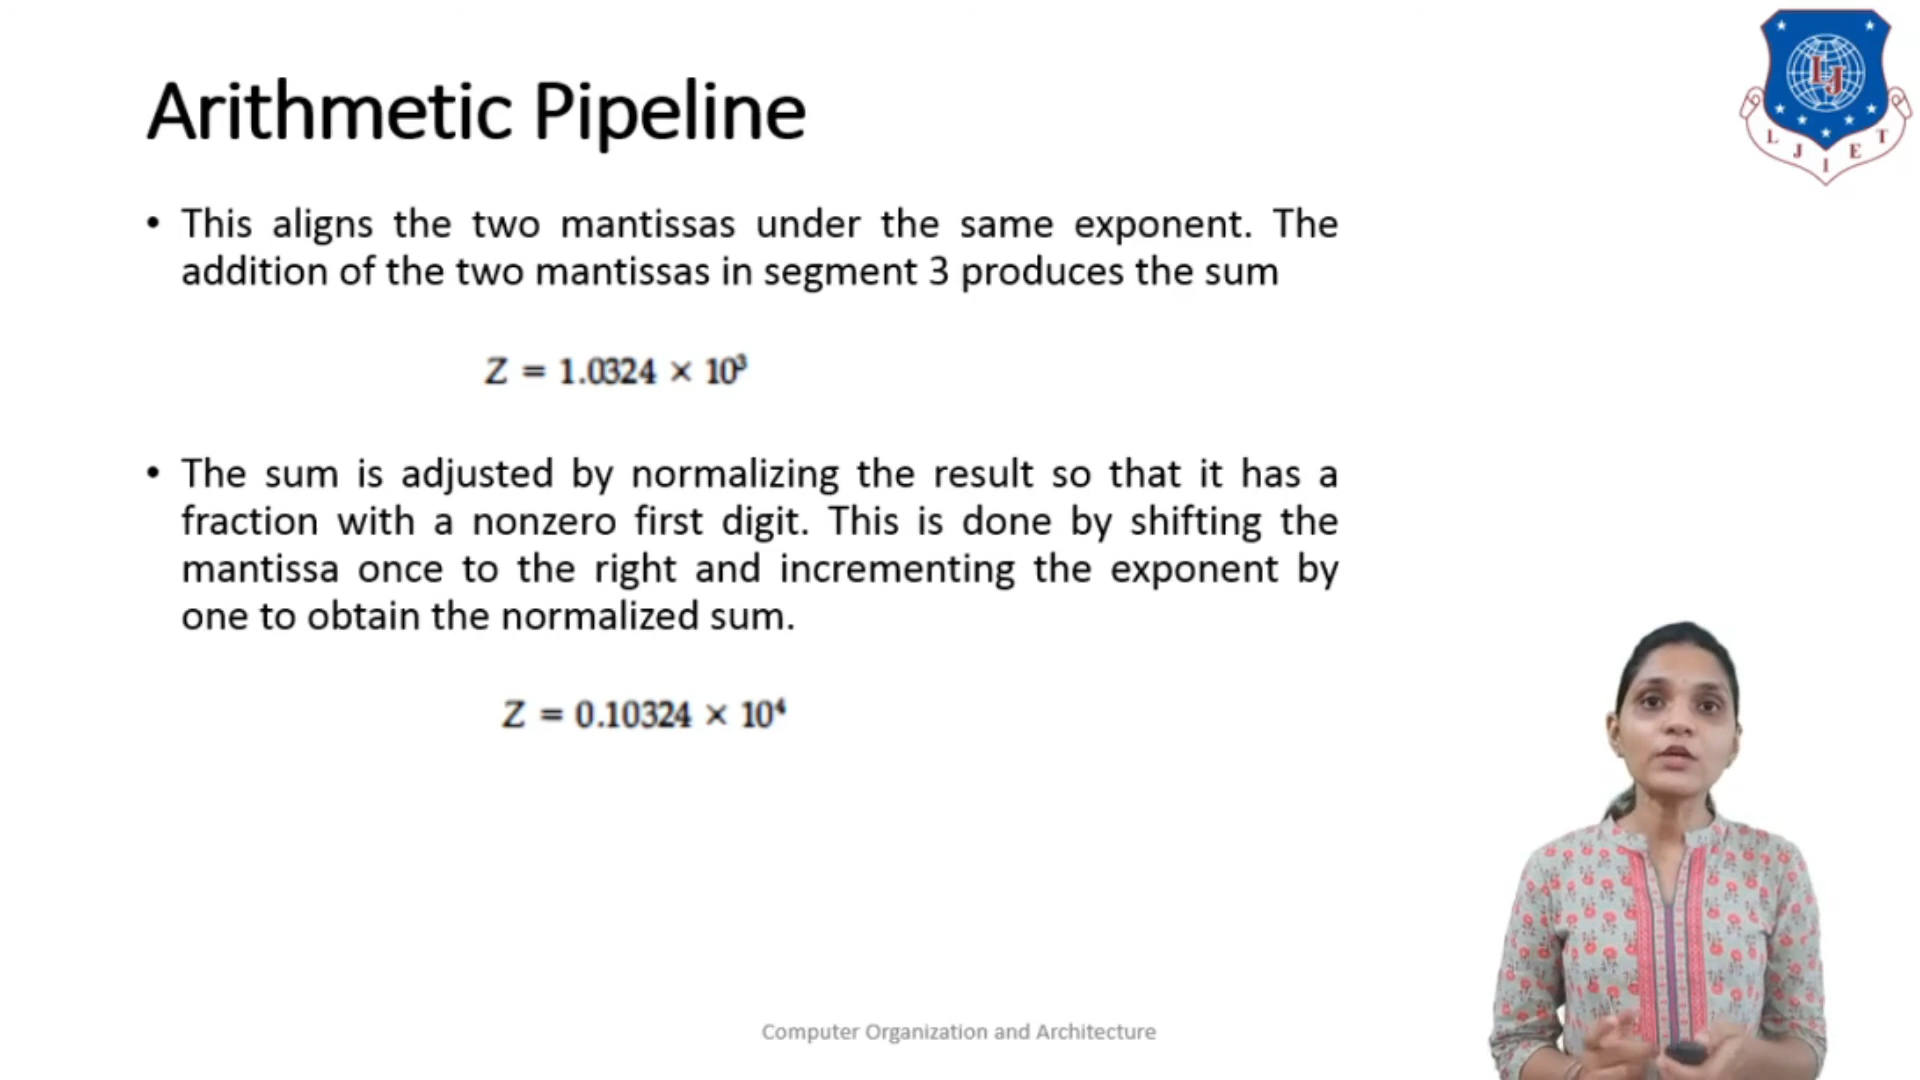 Arithmetic Pipeline
LJ
L J I E T
• This aligns the two mantissas under the same exponent. The
addition of the two mantissas in segment 3 produces the sum
Z = 1.0324 × 10³
• The sum is adjusted by normalizing the result so that it has a
fraction with a nonzero first digit. This is done by shifting the
mantissa once to the right and incrementing the exponent by
one to obtain the normalized sum.
Z = 0.10324 × 10⁴
Computer Organization and Architecture